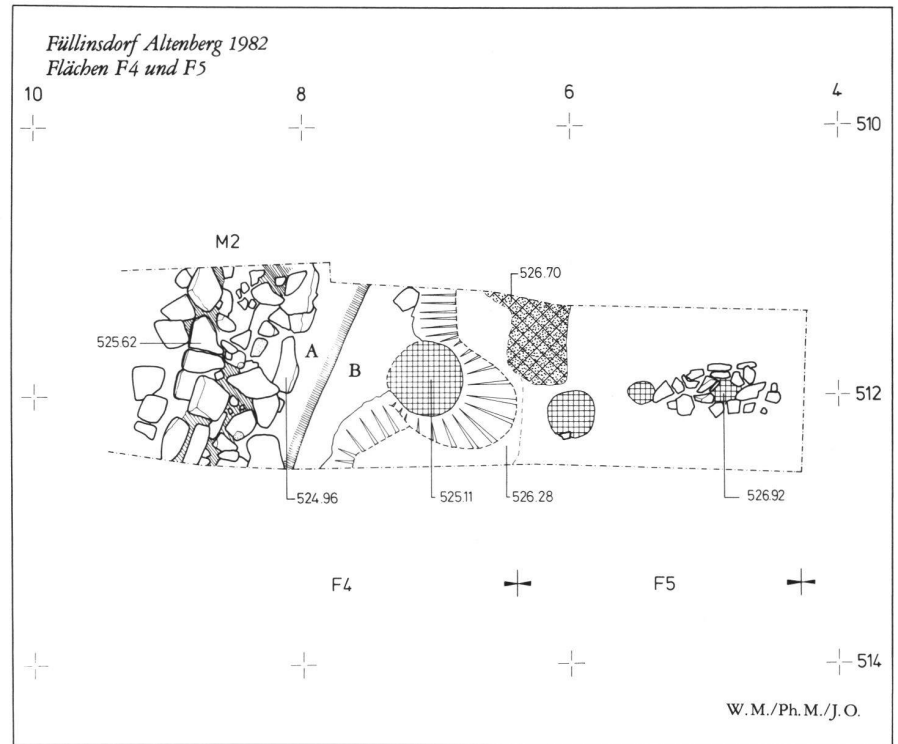 Füllinsdorf Altenberg 1982
Flächen F4 und F5
10 8 6 4
510
M2
526.70
525.62
A
B
512
524.96 525.11 526.28 526.92
F4 F5
514
W.M./Ph.M./J.O.